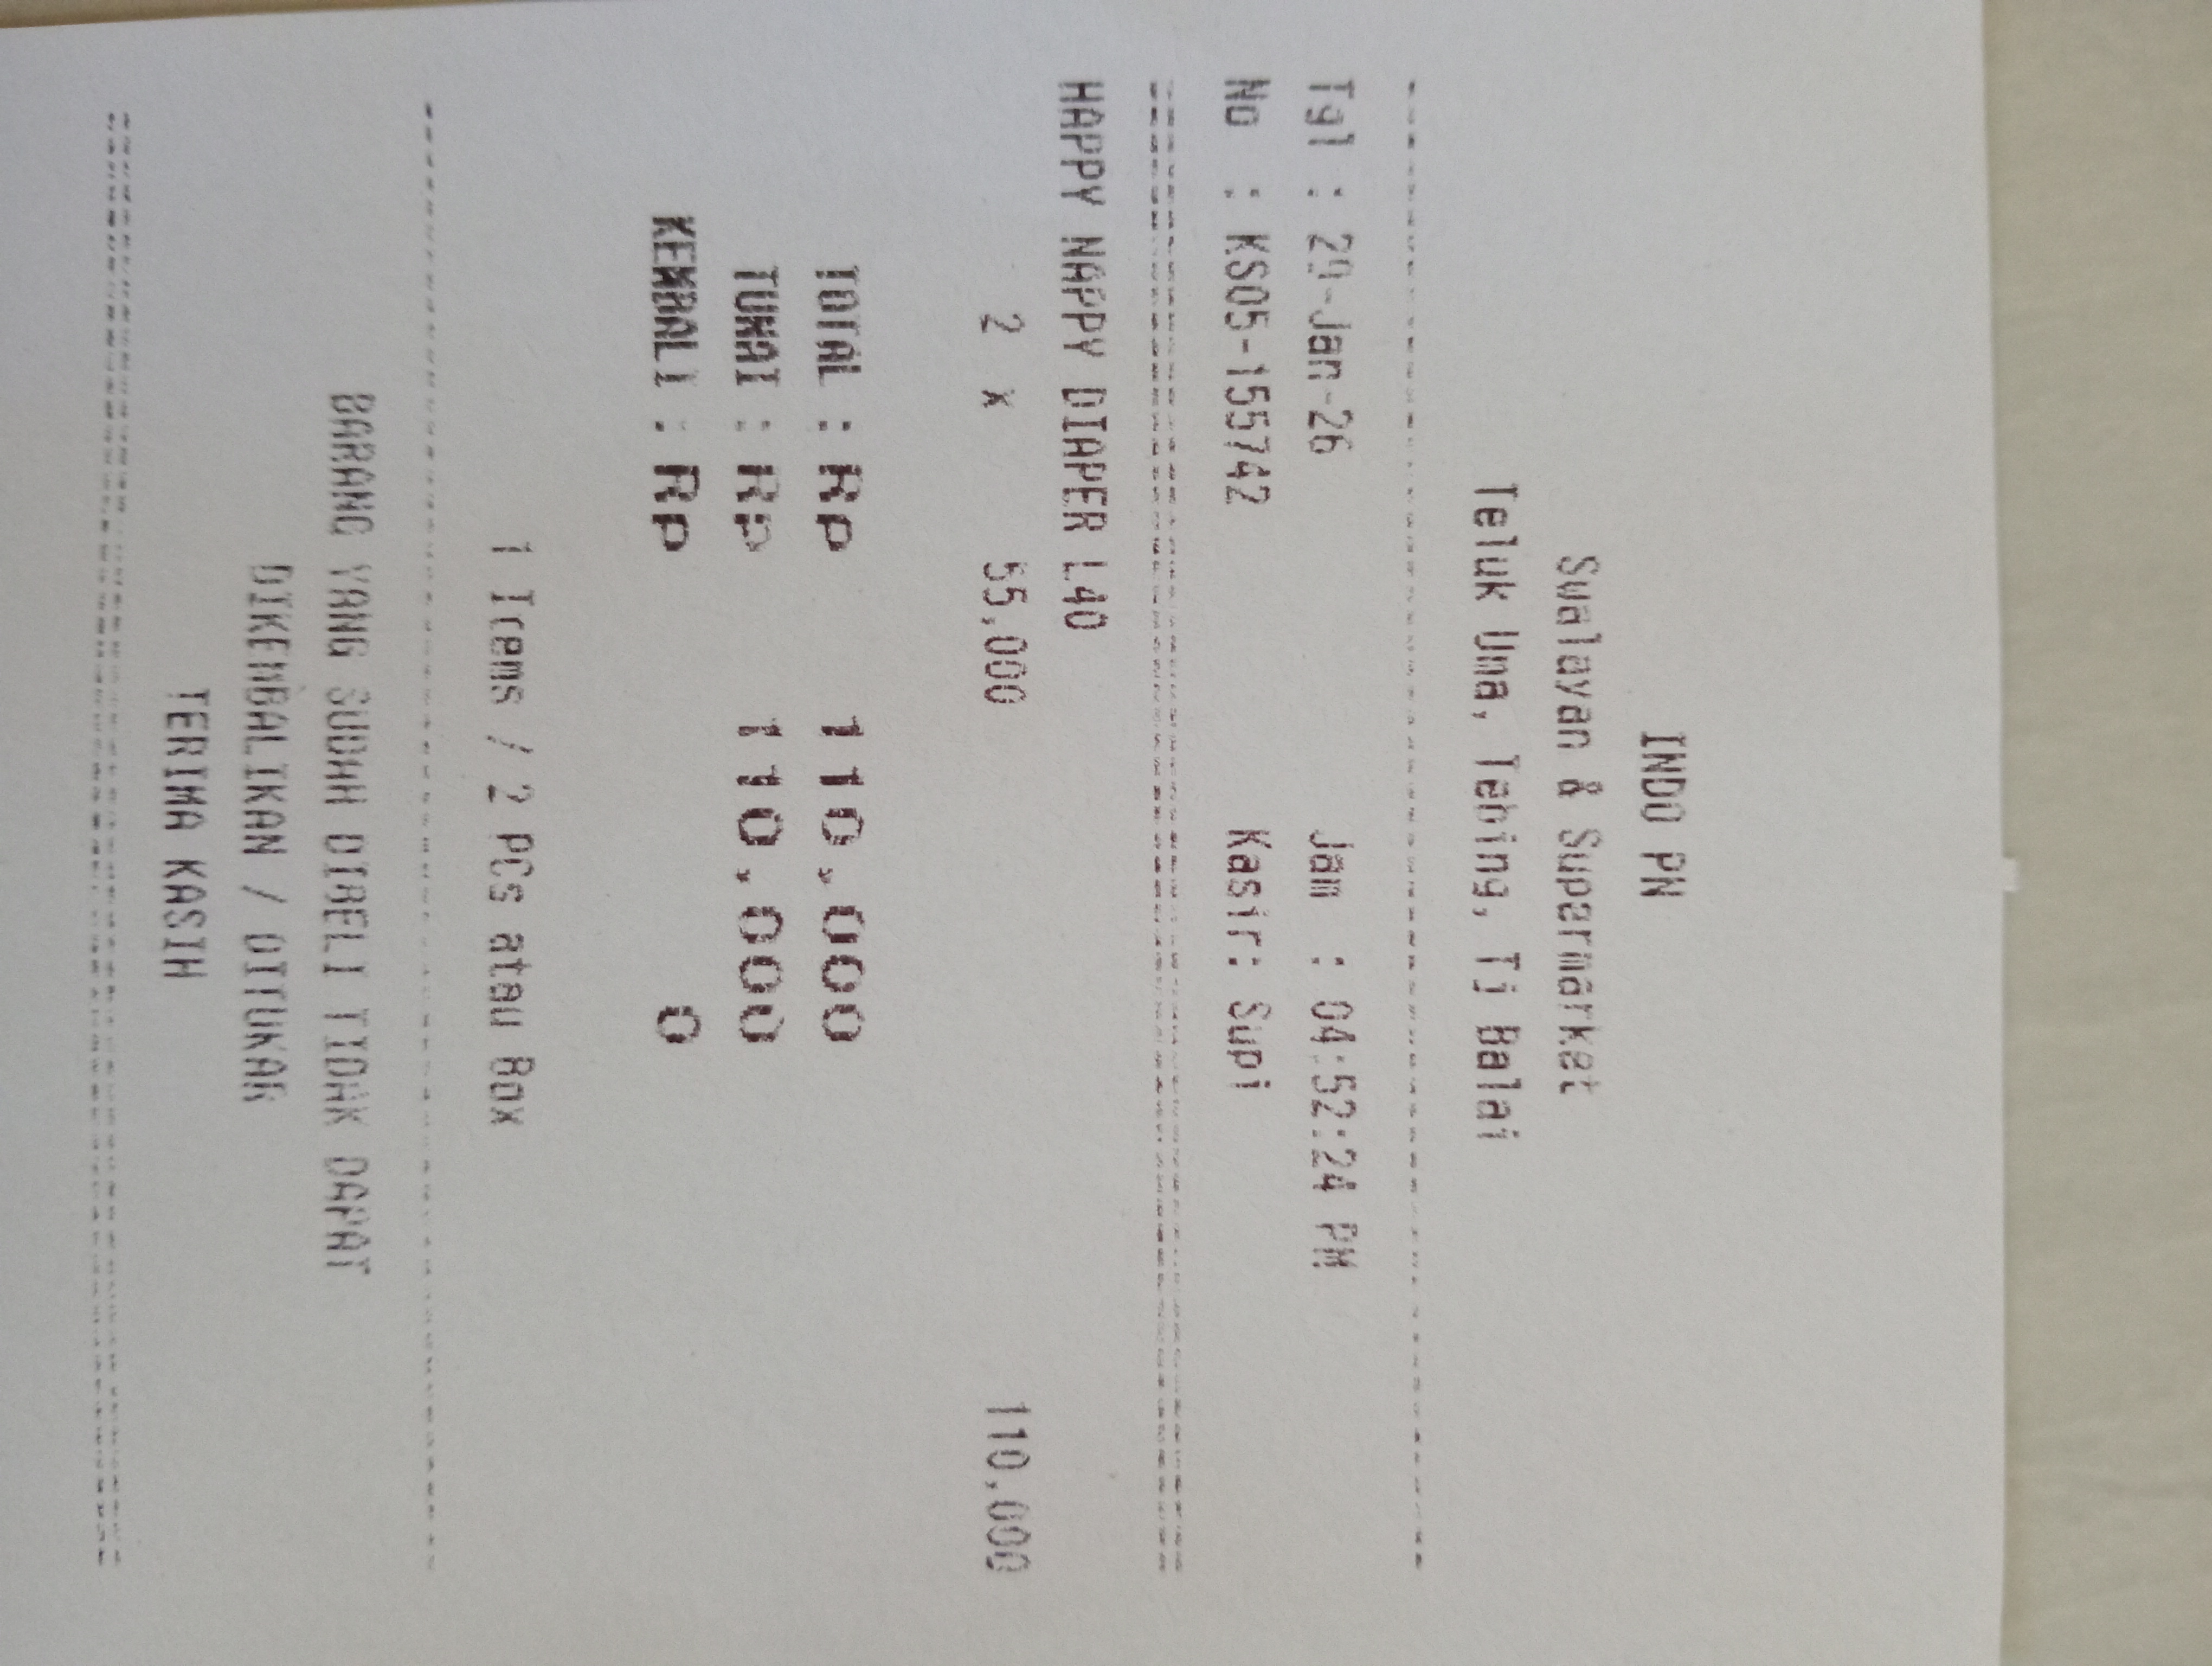 INDO PN
Swalayan & Supermarket
Teluk Uma, Tebing, Tj Balai
Tgl : 29-Jan-26 Jam : 04:52:24 PM
No : KS05-155742 Kasir: Supi
HAPPY NAPPY DIAPER L40
2 x 55,000 110,000
TOTAL : Rp 110,000
TUNAI : Rp 110,000
KEMBALI : Rp 0
1 Items / 2 PCs atau Box
BARANG YANG SUDAH DIBELI TIDAK DAPAT
DIKEMBALIKAN / DITUKAR
TERIMA KASIH